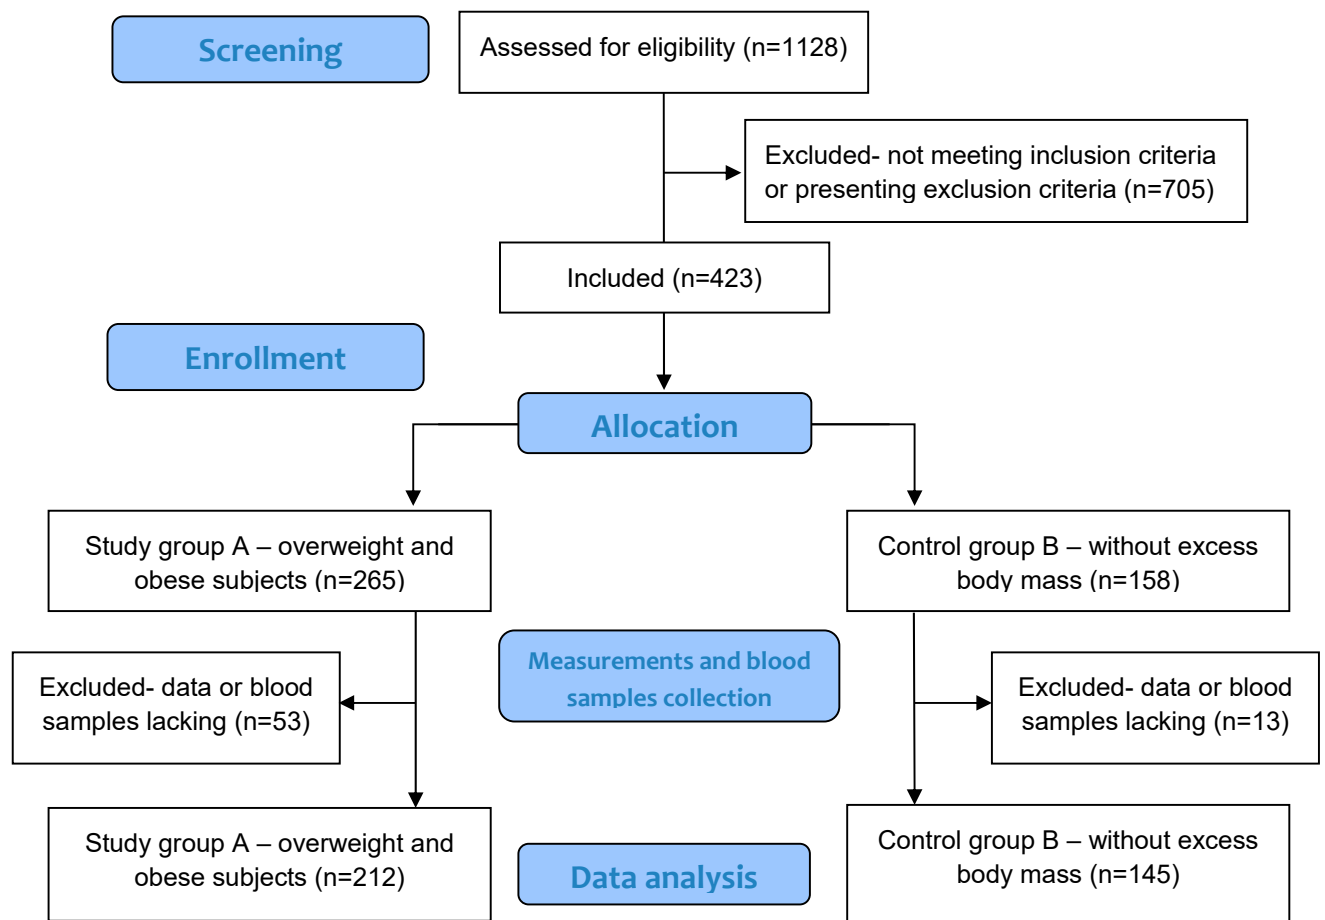 Screening
Assessed for eligibility (n=1128)
Excluded- not meeting inclusion criteria
or presenting exclusion criteria (n=705)
Included (n=423)
Enrollment
Allocation
Study group A – overweight and
obese subjects (n=265)
Control group B – without excess
body mass (n=158)
Measurements and blood
samples collection
Excluded- data or blood
samples lacking (n=53)
Excluded- data or blood
samples lacking (n=13)
Study group A – overweight and
obese subjects (n=212)
Data analysis
Control group B – without excess
body mass (n=145)